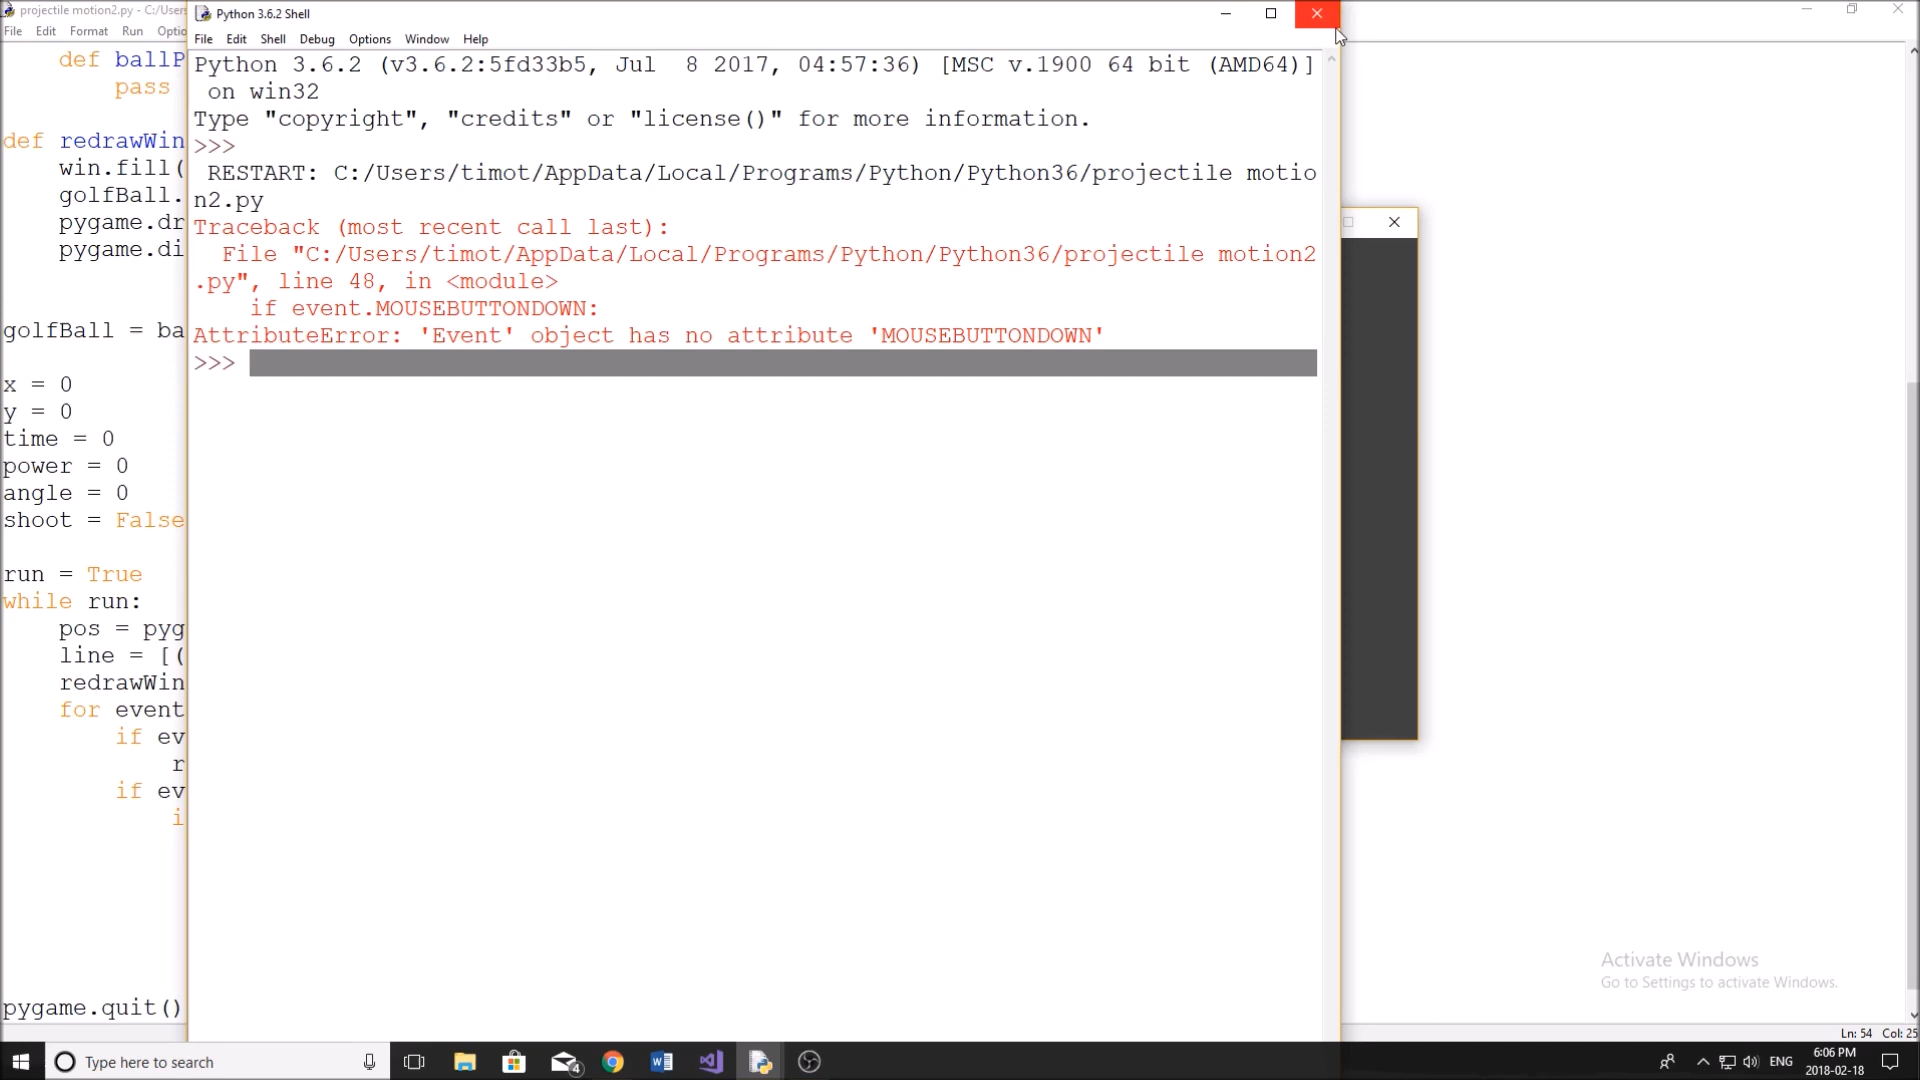 projectile motion2.py - C:/Users
File Edit Format Run Optio
def ballP
pass
def redrawWin
win.fill(
golfBall.
pygame.dr
pygame.di
golfBall = ba
x = 0
y = 0
time = 0
power = 0
angle = 0
shoot = False
run = True
while run:
pos = pyg
line = [(
redrawWin
for event
if ev
r
if ev
i
pygame.quit()
Python 3.6.2 Shell
File Edit Shell Debug Options Window Help
Python 3.6.2 (v3.6.2:5fd33b5, Jul  8 2017, 04:57:36) [MSC v.1900 64 bit (AMD64)]
on win32
Type "copyright", "credits" or "license()" for more information.
>>>
RESTART: C:/Users/timot/AppData/Local/Programs/Python/Python36/projectile motio
n2.py
Traceback (most recent call last):
File "C:/Users/timot/AppData/Local/Programs/Python/Python36/projectile motion2
.py", line 48, in <module>
if event.MOUSEBUTTONDOWN:
AttributeError: 'Event' object has no attribute 'MOUSEBUTTONDOWN'
>>>
Activate Windows
Go to Settings to activate Windows.
Ln: 54 Col: 25
Type here to search
4
ENG
6:06 PM
2018-02-18